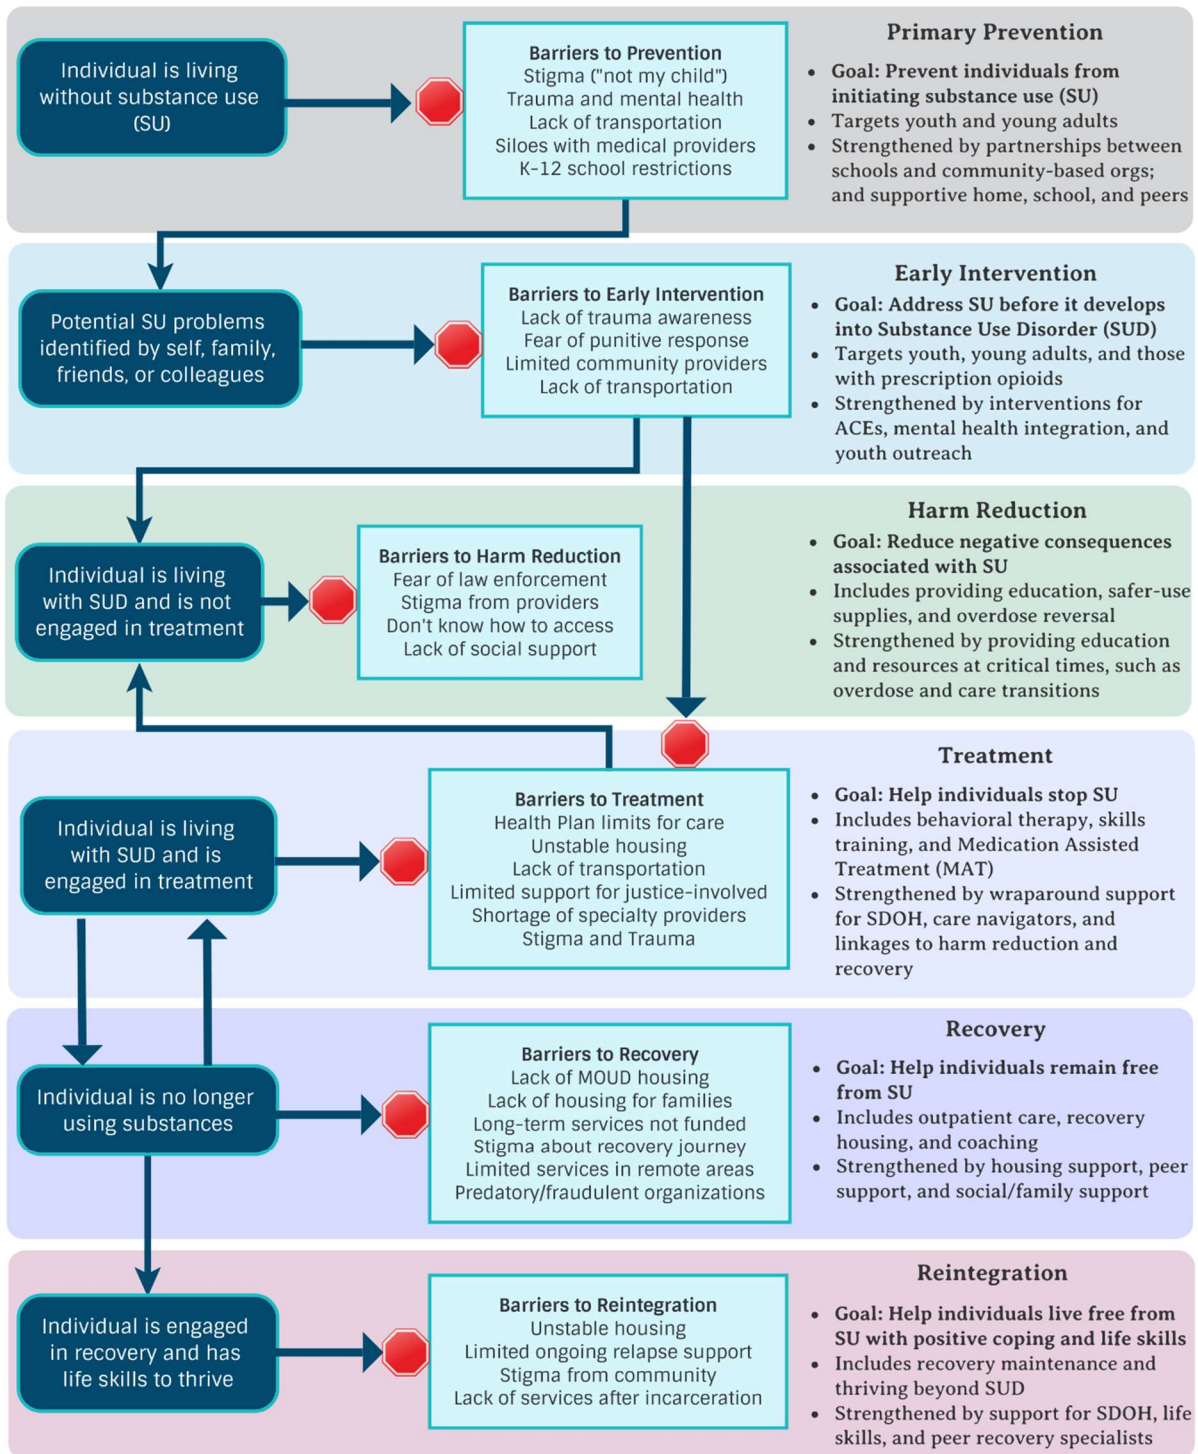 Individual is living
without substance use
(SU)
Barriers to Prevention
Stigma ("not my child")
Trauma and mental health
Lack of transportation
Siloes with medical providers
K-12 school restrictions
Primary Prevention
• Goal: Prevent individuals from
initiating substance use (SU)
• Targets youth and young adults
• Strengthened by partnerships between
schools and community-based orgs;
and supportive home, school, and peers
Potential SU problems
identified by self, family,
friends, or colleagues
Barriers to Early Intervention
Lack of trauma awareness
Fear of punitive response
Limited community providers
Lack of transportation
Early Intervention
• Goal: Address SU before it develops
into Substance Use Disorder (SUD)
• Targets youth, young adults, and those
with prescription opioids
• Strengthened by interventions for
ACEs, mental health integration, and
youth outreach
Individual is living
with SUD and is not
engaged in treatment
Barriers to Harm Reduction
Fear of law enforcement
Stigma from providers
Don't know how to access
Lack of social support
Harm Reduction
• Goal: Reduce negative consequences
associated with SU
• Includes providing education, safer-use
supplies, and overdose reversal
• Strengthened by providing education
and resources at critical times, such as
overdose and care transitions
Individual is living
with SUD and is
engaged in treatment
Barriers to Treatment
Health Plan limits for care
Unstable housing
Lack of transportation
Limited support for justice-involved
Shortage of specialty providers
Stigma and Trauma
Treatment
• Goal: Help individuals stop SU
• Includes behavioral therapy, skills
training, and Medication Assisted
Treatment (MAT)
• Strengthened by wraparound support
for SDOH, care navigators, and
linkages to harm reduction and
recovery
Individual is no longer
using substances
Barriers to Recovery
Lack of MOUD housing
Lack of housing for families
Long-term services not funded
Stigma about recovery journey
Limited services in remote areas
Predatory/fraudulent organizations
Recovery
• Goal: Help individuals remain free
from SU
• Includes outpatient care, recovery
housing, and coaching
• Strengthened by housing support, peer
support, and social/family support
Individual is engaged
in recovery and has
life skills to thrive
Barriers to Reintegration
Unstable housing
Limited ongoing relapse support
Stigma from community
Lack of services after incarceration
Reintegration
• Goal: Help individuals live free from
SU with positive coping and life skills
• Includes recovery maintenance and
thriving beyond SUD
• Strengthened by support for SDOH, life
skills, and peer recovery specialists